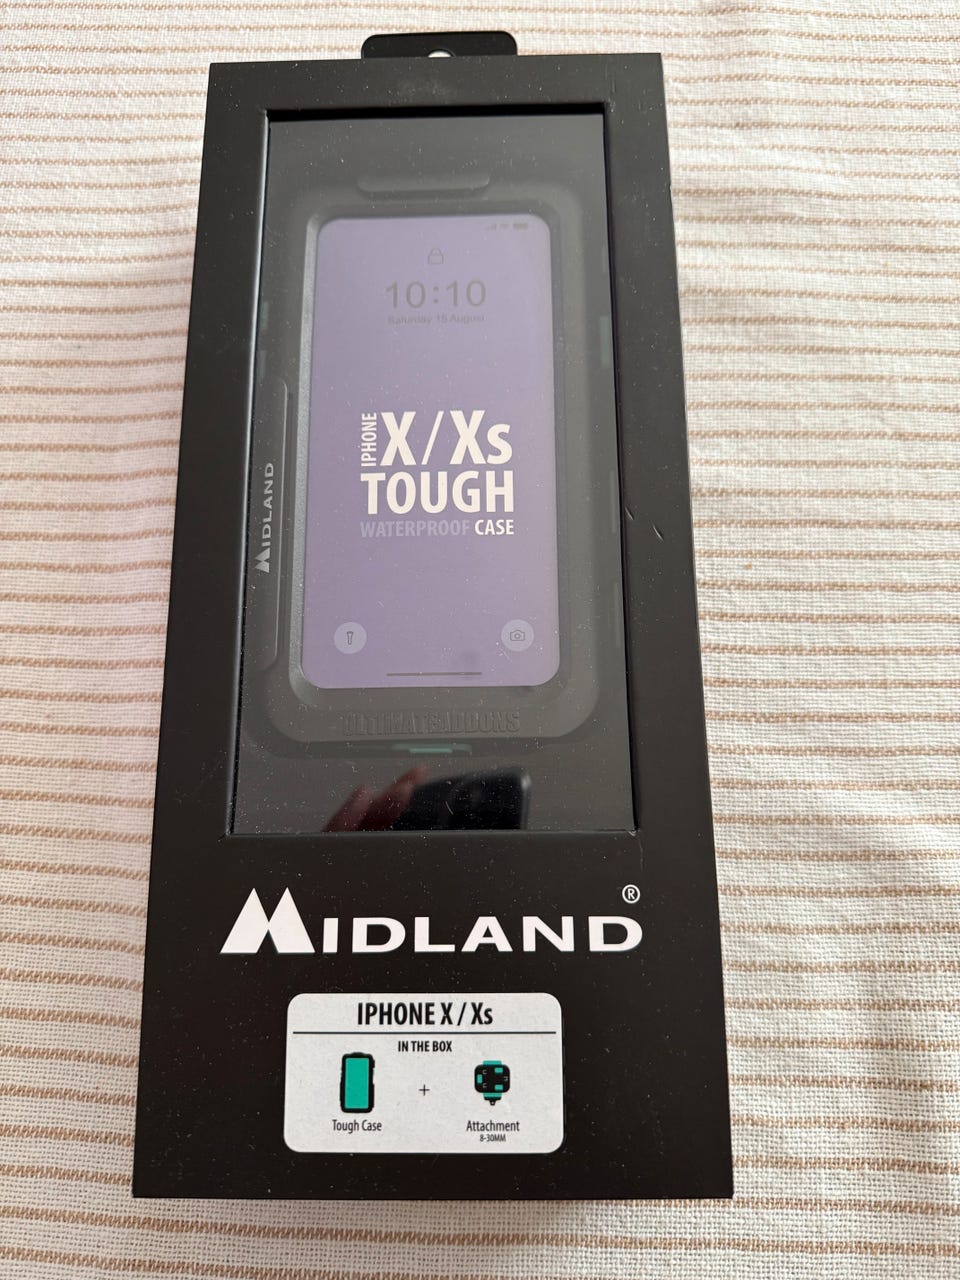 10:10
Saturday 15 August
IPHONE X/Xs
TOUGH
WATERPROOF CASE
MIDLAND
ULTIMATEADDONS
MIDLAND®
IPHONE X / Xs
IN THE BOX
+
Tough Case
Attachment
8-30MM